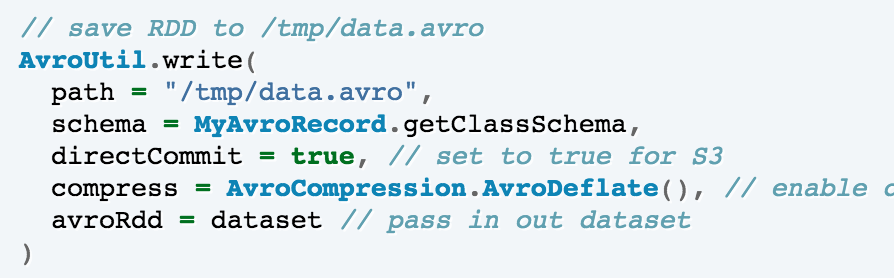 // save RDD to /tmp/data.avro
AvroUtil.write(
path = "/tmp/data.avro",
schema = MyAvroRecord.getClassSchema,
directCommit = true, // set to true for S3
compress = AvroCompression.AvroDeflate(), // enable
avroRdd = dataset // pass in out dataset
)